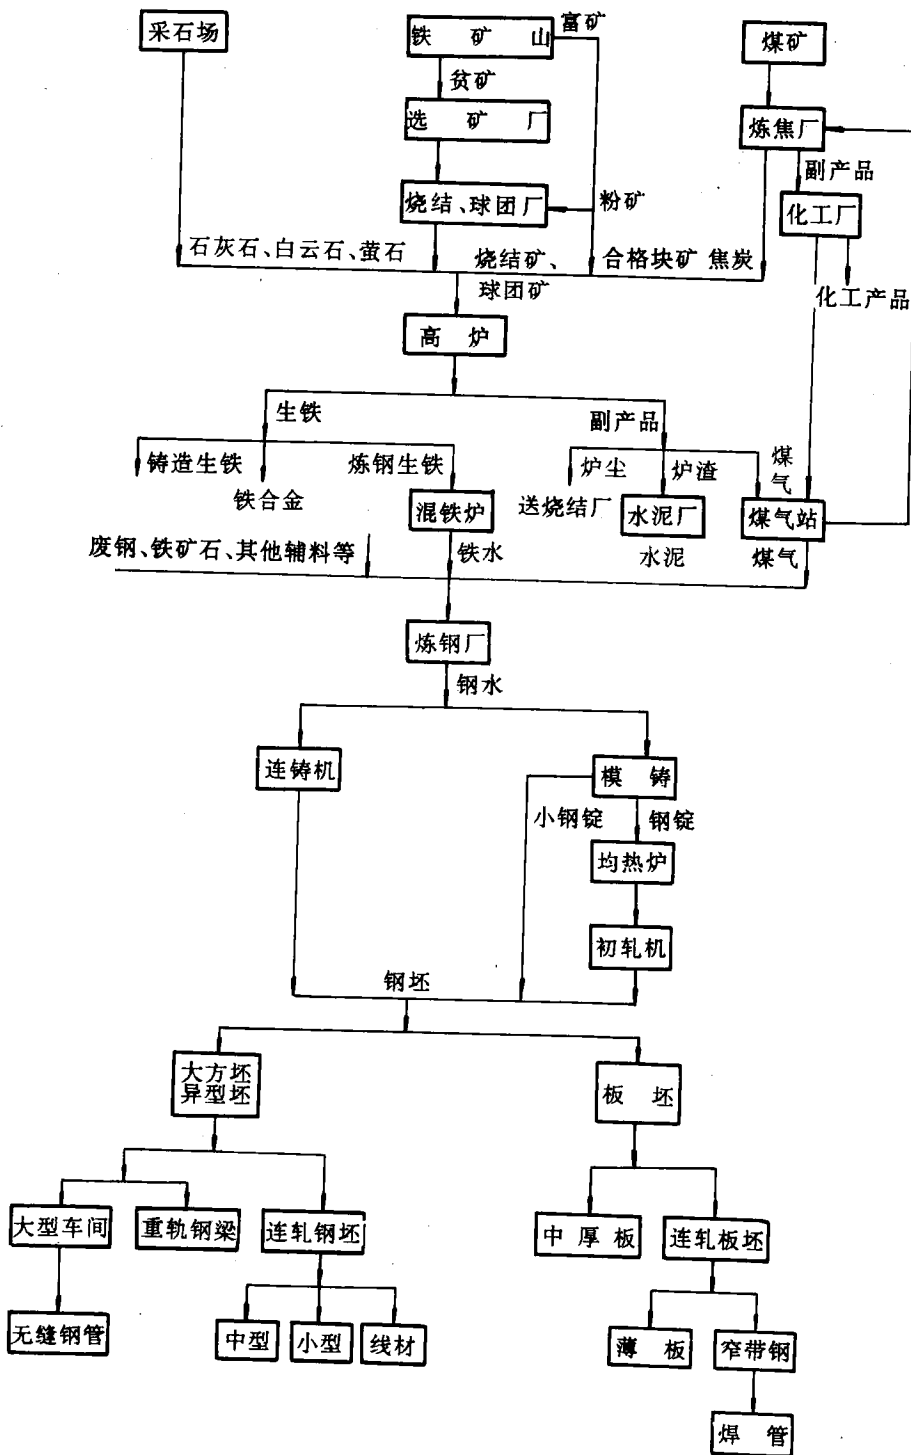 采石场
铁矿山
富矿
煤矿
贫矿
选矿厂
炼焦厂
副产品
烧结、球团厂
粉矿
化工厂
石灰石、白云石、萤石
烧结矿、
球团矿
合格块矿
焦炭
化工产品
高炉
生铁
副产品
铸造生铁
铁合金
炼钢生铁
炉尘
炉渣
煤
气
送烧结厂
混铁炉
水泥厂
煤气站
废钢、铁矿石、其他辅料等
铁水
水泥
煤气
炼钢厂
钢水
连铸机
模铸
小钢锭
钢锭
均热炉
初轧机
钢坯
大方坯
异型坯
板坯
大型车间
重轨钢梁
连轧钢坯
中厚板
连轧板坯
无缝钢管
中型
小型
线材
薄板
窄带钢
焊管